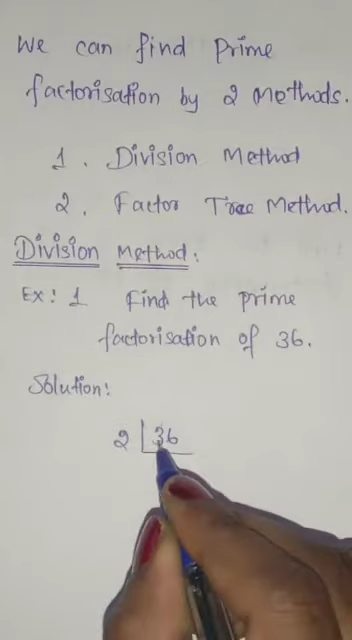 We can find Prime
factorisation by 2 Methods.
1. Division Method
2. Factor Tree Method.
Division Method:
Ex: 1 Find the prime
factorisation of 36.
Solution:
2 36